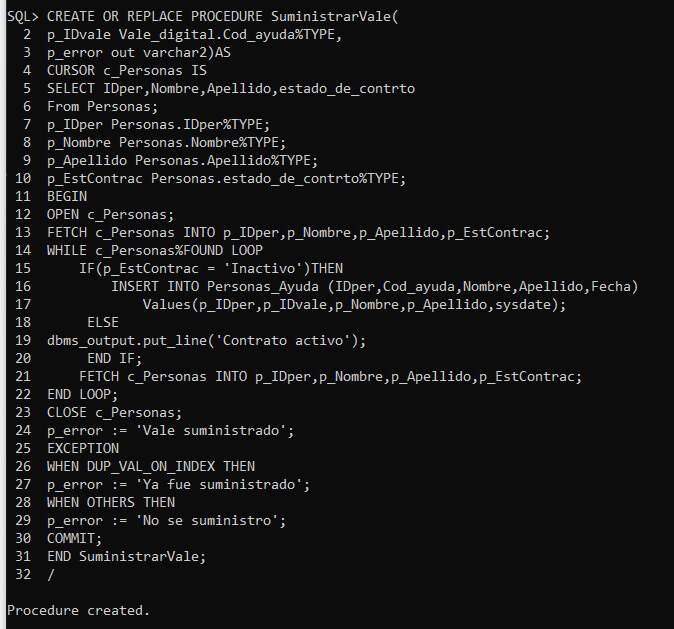 SQL> CREATE OR REPLACE PROCEDURE SuministrarVale(
  2  p_IDvale Vale_digital.Cod_ayuda%TYPE,
  3  p_error out varchar2)AS
  4  CURSOR c_Personas IS
  5  SELECT IDper,Nombre,Apellido,estado_de_contrto
  6  From Personas;
  7  p_IDper Personas.IDper%TYPE;
  8  p_Nombre Personas.Nombre%TYPE;
  9  p_Apellido Personas.Apellido%TYPE;
 10  p_EstContrac Personas.estado_de_contrto%TYPE;
 11  BEGIN
 12  OPEN c_Personas;
 13  FETCH c_Personas INTO p_IDper,p_Nombre,p_Apellido,p_EstContrac;
 14  WHILE c_Personas%FOUND LOOP
 15      IF(p_EstContrac = 'Inactivo')THEN
 16          INSERT INTO Personas_Ayuda (IDper,Cod_ayuda,Nombre,Apellido,Fecha)
 17              Values(p_IDper,p_IDvale,p_Nombre,p_Apellido,sysdate);
 18       ELSE
 19  dbms_output.put_line('Contrato activo');
 20       END IF;
 21      FETCH c_Personas INTO p_IDper,p_Nombre,p_Apellido,p_EstContrac;
 22  END LOOP;
 23  CLOSE c_Personas;
 24  p_error := 'Vale suministrado';
 25  EXCEPTION
 26  WHEN DUP_VAL_ON_INDEX THEN
 27  p_error := 'Ya fue suministrado';
 28  WHEN OTHERS THEN
 29  p_error := 'No se suministro';
 30  COMMIT;
 31  END SuministrarVale;
 32  /
Procedure created.